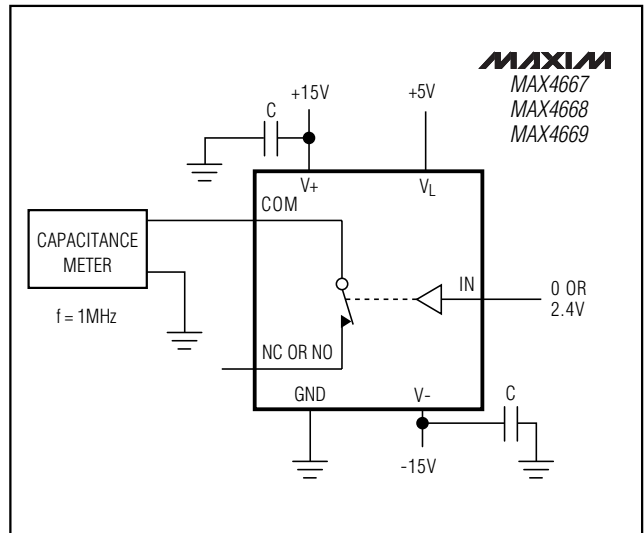 MAXIM
MAX4667
MAX4668
MAX4669
+15V
+5V
C
V+
VL
COM
CAPACITANCE
METER
IN
0 OR
2.4V
f = 1MHz
NC OR NO
GND
V-
C
-15V